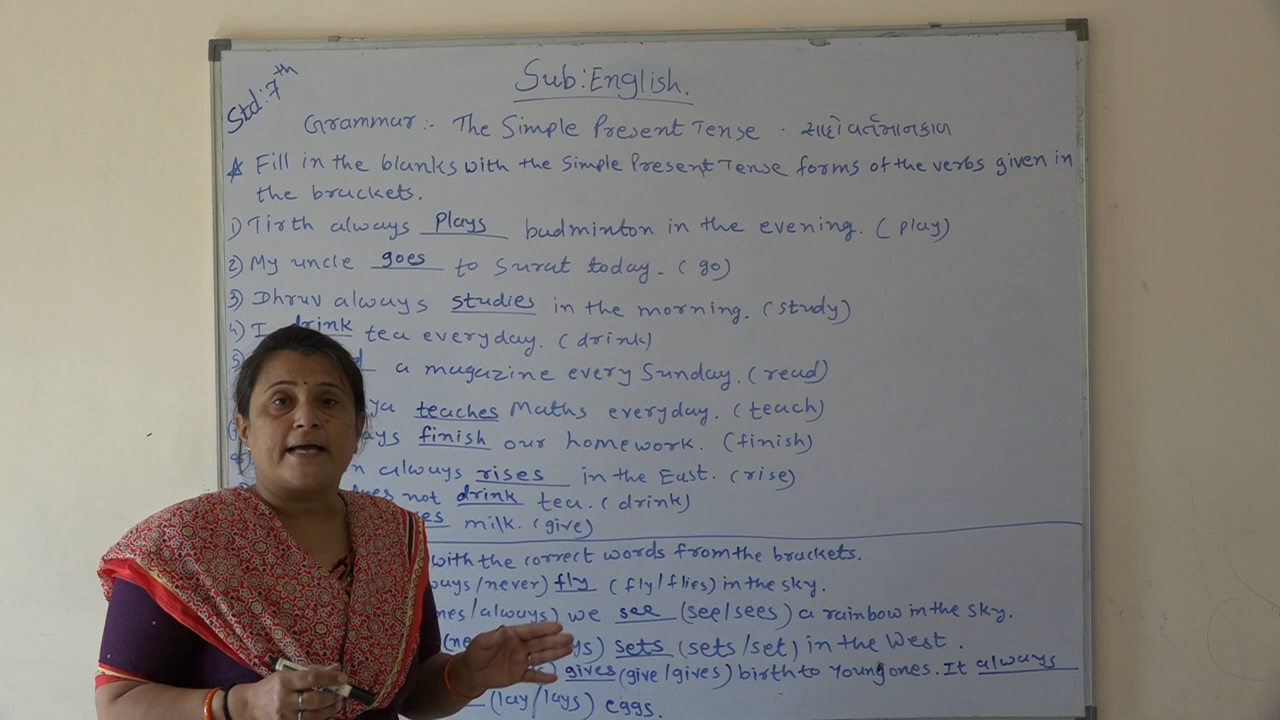 Std:7th
Sub:English.
Grammar:- The Simple Present Tense. સાદો વર્તમાનકાળ
Fill in the blanks with the Simple Present Tense forms of the verbs given in
the brackets.
1) Tirth always plays badminton in the evening. (play)
2) My uncle goes to Surat today. (go)
3) Dhruv always studies in the morning. (study)
4) I drink tea everyday. (drink)
5) a magazine every Sunday. (read)
teaches Maths everyday. (teach)
finish our homework. (finish)
always rises in the East. (rise)
not drink tea. (drink)
milk. (give)
with the correct words from the brackets.
/never) fly (fly/flies) in the sky.
/always) we see (see/sees) a rainbow in the sky.
sets (sets/set) in the West.
gives (give/gives) birth to young ones. It always
(lay/lays) eggs.